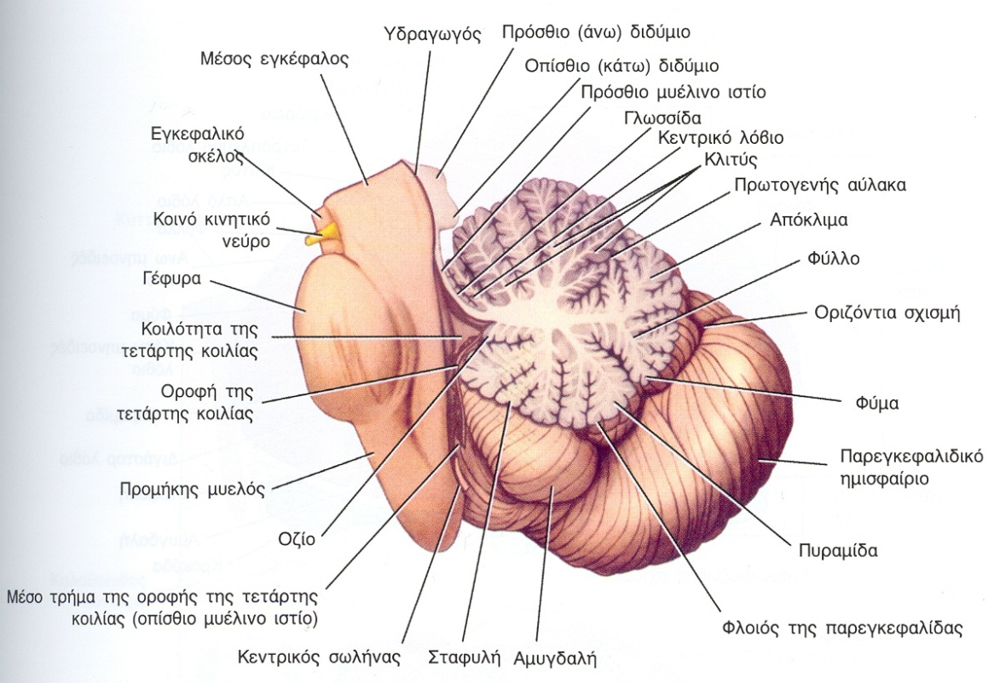 Υδραγωγός
Πρόσθιο (άνω) διδύμιο
Μέσος εγκέφαλος
Οπίσθιο (κάτω) διδύμιο
Πρόσθιο μυέλινο ιστίο
Γλωσσίδα
Εγκεφαλικό
σκέλος
Κεντρικό λόβιο
Κλιτύς
Πρωτογενής αύλακα
Κοινό κινητικό
νεύρο
Απόκλιμα
Φύλλο
Γέφυρα
Οριζόντια σχισμή
Κοιλότητα της
τετάρτης κοιλίας
Οροφή της
τετάρτης κοιλίας
Φύμα
Παρεγκεφαλιδικό
ημισφαίριο
Προμήκης μυελός
Οζίο
Πυραμίδα
Μέσο τρήμα της οροφής της τετάρτης
κοιλίας (οπίσθιο μυέλινο ιστίο)
Φλοιός της παρεγκεφαλίδας
Κεντρικός σωλήνας
Σταφυλή
Αμυγδαλή